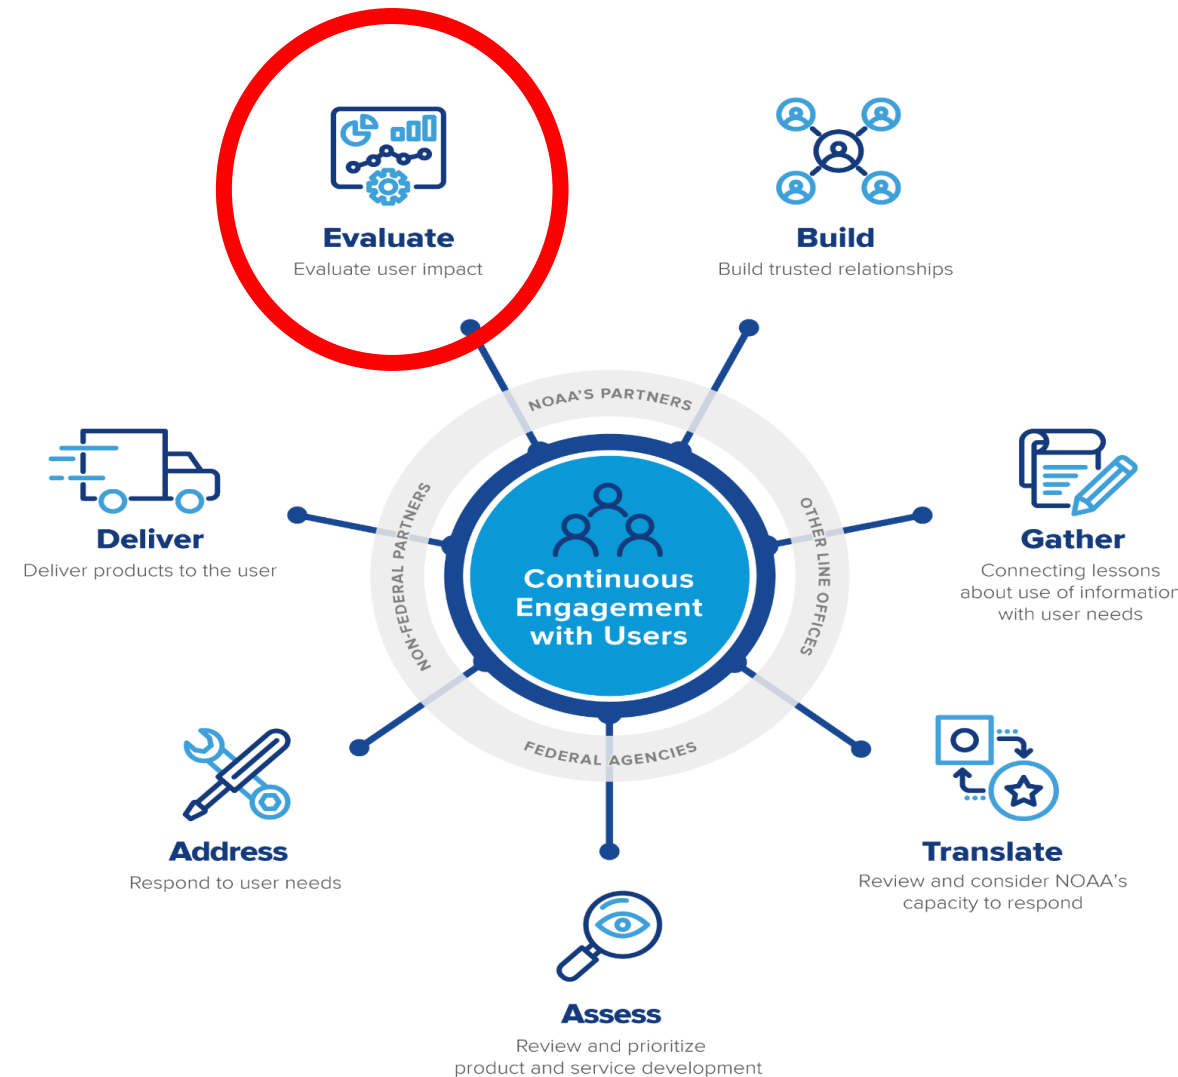 Evaluate
Evaluate user impact
Build
Build trusted relationships
NOAA'S PARTNERS
NON-FEDERAL PARTNERS
OTHER LINE OFFICES
FEDERAL AGENCIES
Continuous
Engagement
with Users
Deliver
Deliver products to the user
Gather
Connecting lessons
about use of information
with user needs
Address
Respond to user needs
Translate
Review and consider NOAA's
capacity to respond
Assess
Review and prioritize
product and service development